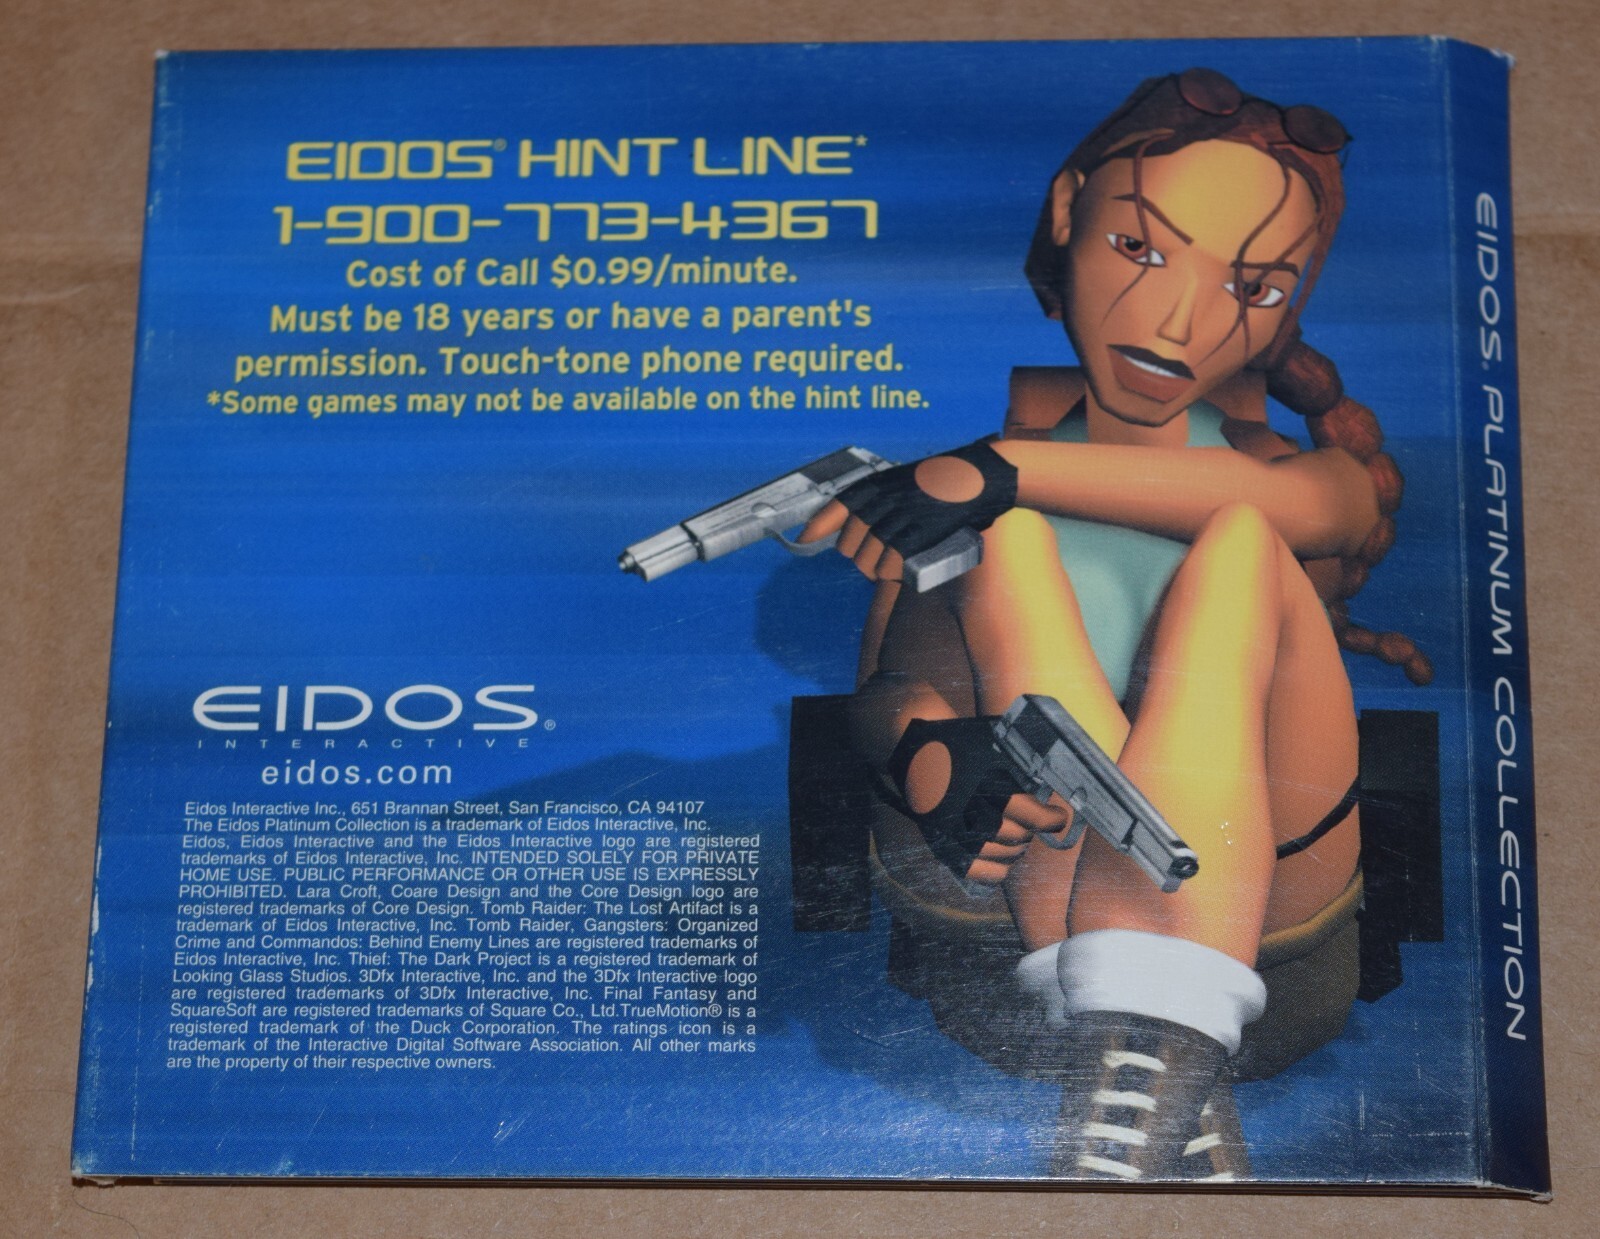 EIDOS® HINT LINE*
1-900-773-4367
Cost of Call $0.99/minute.
Must be 18 years or have a parent's
permission. Touch-tone phone required.
*Some games may not be available on the hint line.
EIDOS®
INTERACTIVE
eidos.com
Eidos Interactive Inc., 651 Brannan Street, San Francisco, CA 94107
The Eidos Platinum Collection is a trademark of Eidos Interactive, Inc.
Eidos, Eidos Interactive and the Eidos Interactive logo are registered
trademarks of Eidos Interactive, Inc. INTENDED SOLELY FOR PRIVATE
HOME USE. PUBLIC PERFORMANCE OR OTHER USE IS EXPRESSLY
PROHIBITED. Lara Croft, Coare Design and the Core Design logo are
registered trademarks of Core Design. Tomb Raider: The Lost Artifact is a
trademark of Eidos Interactive, Inc. Tomb Raider, Gangsters: Organized
Crime and Commandos: Behind Enemy Lines are registered trademarks of
Eidos Interactive, Inc. Thief: The Dark Project is a registered trademark of
Looking Glass Studios. 3Dfx Interactive, Inc. and the 3Dfx Interactive logo
are registered trademarks of 3Dfx Interactive, Inc. Final Fantasy and
SquareSoft are registered trademarks of Square Co., Ltd.TrueMotion® is a
registered trademark of the Duck Corporation. The ratings icon is a
trademark of the Interactive Digital Software Association. All other marks
are the property of their respective owners.
EIDOS. PLATINUM COLLECTION